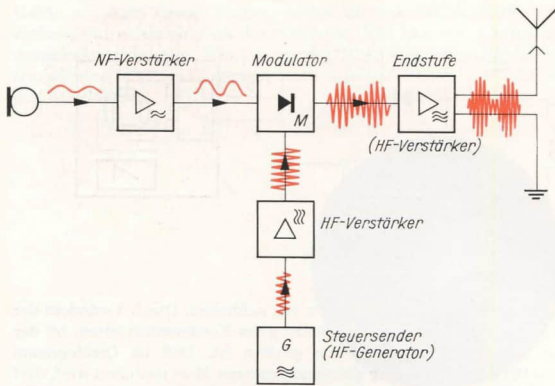 NF-Verstärker
Modulator
Endstufe
M
(HF-Verstärker)
HF-Verstärker
G
Steuersender
(HF-Generator)